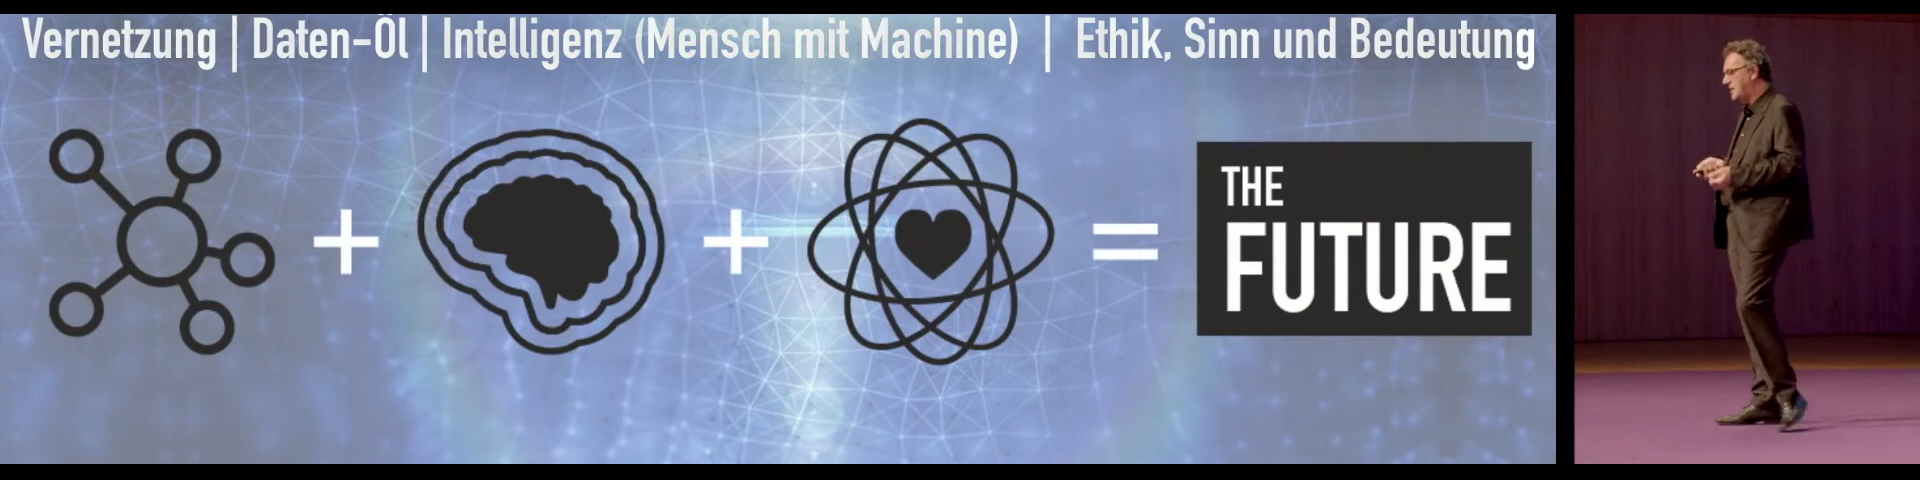 Vernetzung | Daten-Öl | Intelligenz (Mensch mit Machine) | Ethik, Sinn und Bedeutung
THE
FUTURE